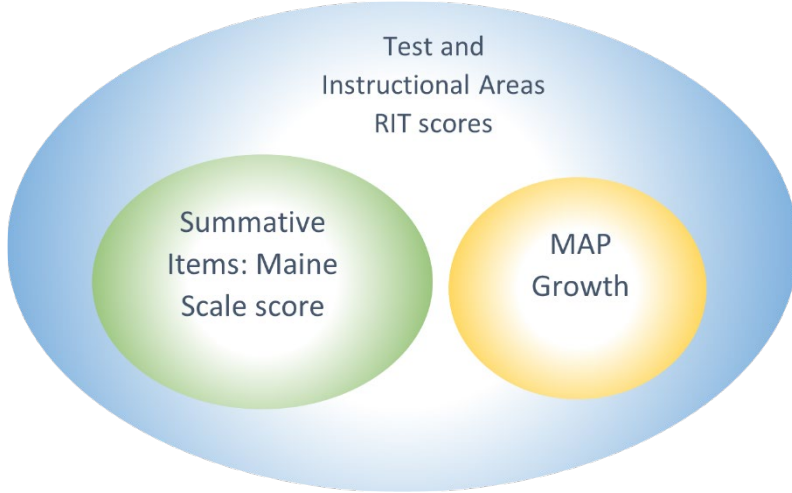 Test and
Instructional Areas
RIT scores
Summative
Items: Maine
Scale score
MAP
Growth